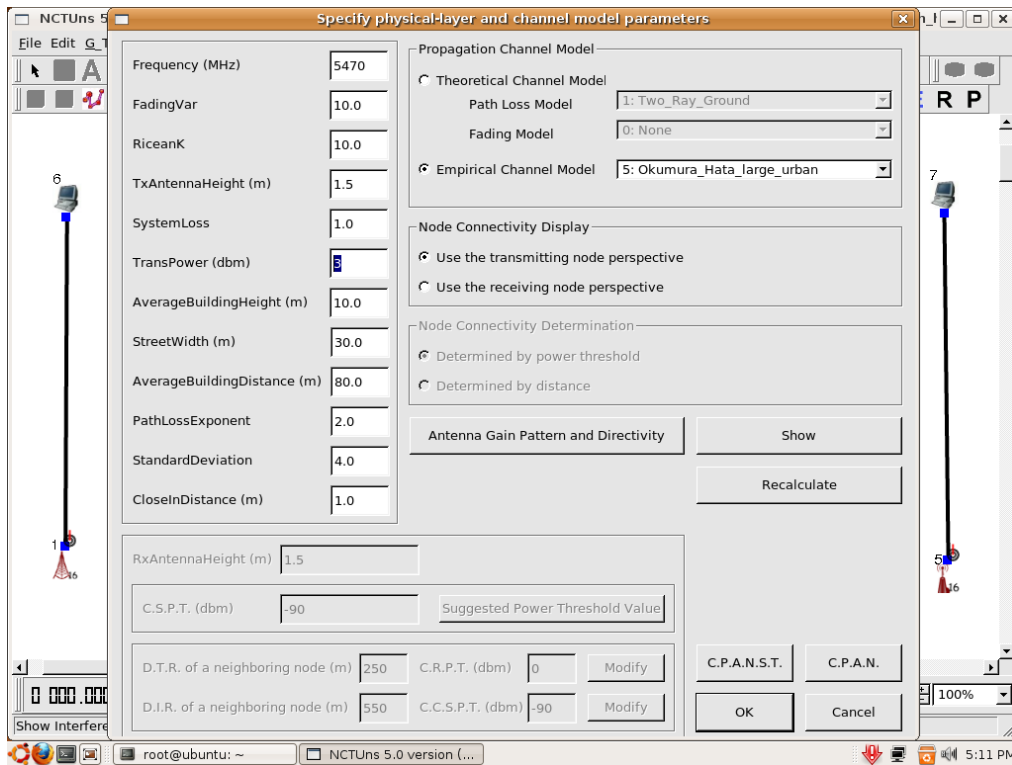 NCTUns 5
Specify physical-layer and channel model parameters
File Edit G_T
A
R P
6
1
16
7
5
16
Frequency (MHz) 5470
FadingVar 10.0
RiceanK 10.0
TxAntennaHeight (m) 1.5
SystemLoss 1.0
TransPower (dbm) 3
AverageBuildingHeight (m) 10.0
StreetWidth (m) 30.0
AverageBuildingDistance (m) 80.0
PathLossExponent 2.0
StandardDeviation 4.0
CloseInDistance (m) 1.0
Propagation Channel Model
Theoretical Channel Model
Path Loss Model 1: Two_Ray_Ground
Fading Model 0: None
Empirical Channel Model 5: Okumura_Hata_large_urban
Node Connectivity Display
Use the transmitting node perspective
Use the receiving node perspective
Node Connectivity Determination
Determined by power threshold
Determined by distance
Antenna Gain Pattern and Directivity Show
Recalculate
RxAntennaHeight (m) 1.5
C.S.P.T. (dbm) -90 Suggested Power Threshold Value
D.T.R. of a neighboring node (m) 250 C.R.P.T. (dbm) 0 Modify
D.I.R. of a neighboring node (m) 550 C.C.S.P.T. (dbm) -90 Modify
C.P.A.N.S.T. C.P.A.N.
OK Cancel
0 000.000
100%
Show Interfere
root@ubuntu: ~ NCTUns 5.0 version (... 5:11 PM